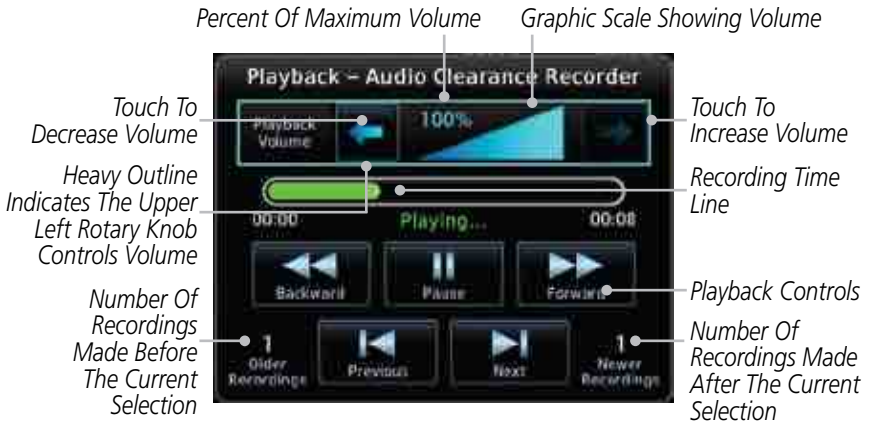 Percent Of Maximum Volume
Graphic Scale Showing Volume
Playback – Audio Clearance Recorder
Touch To
Decrease Volume
Playback
Volume
100%
Touch To
Increase Volume
Heavy Outline
Indicates The Upper
Left Rotary Knob
Controls Volume
Recording Time
Line
00:00
Playing...
00:08
Backward
Pause
Forward
Playback Controls
Number Of
Recordings
Made Before
The Current
Selection
1
Older
Recordings
Previous
Next
1
Newer
Recordings
Number Of
Recordings Made
After The Current
Selection